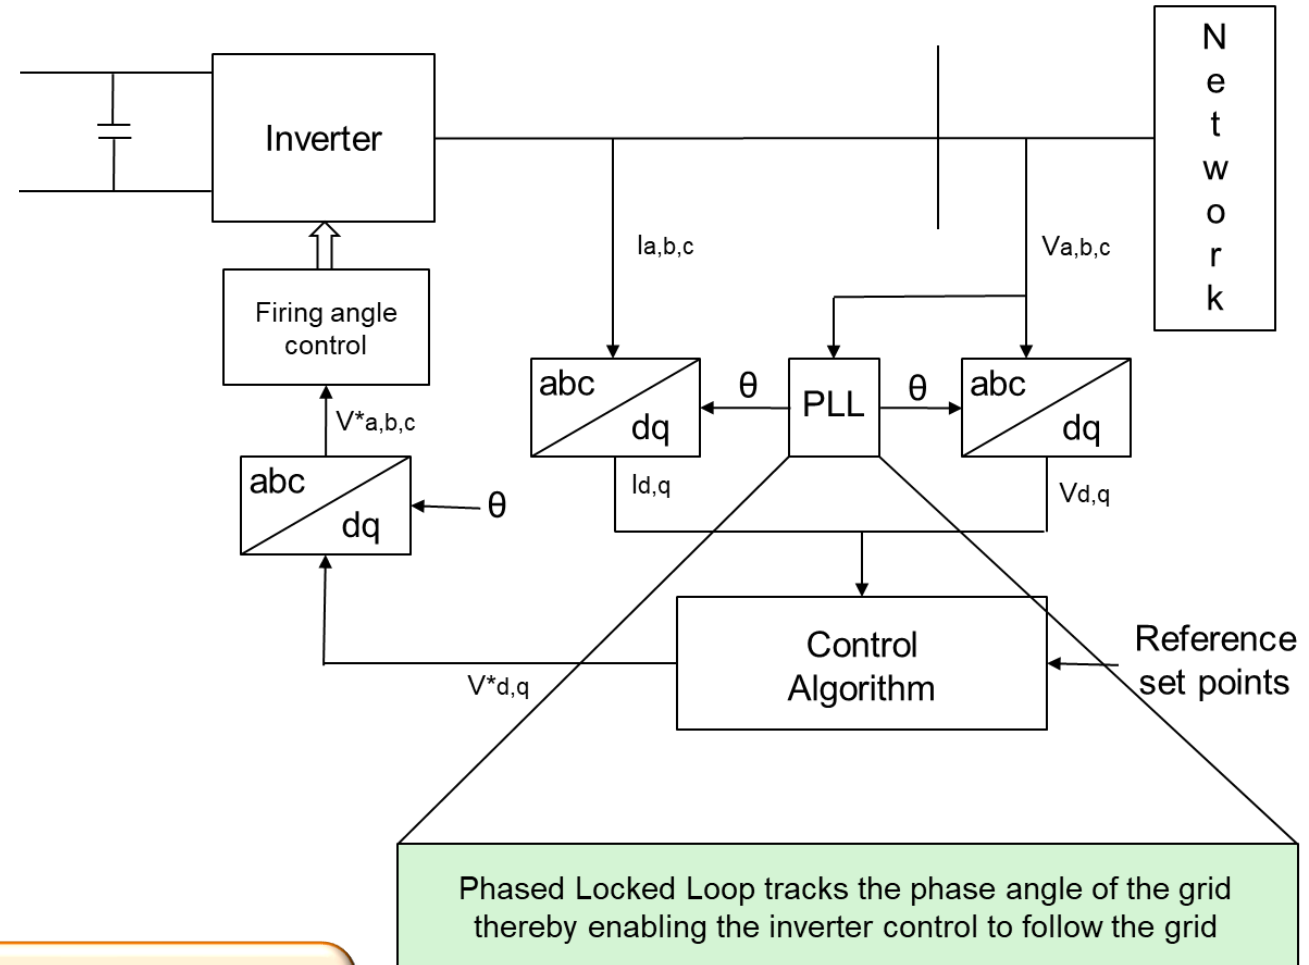 N
e
t
w
o
r
k
Inverter
Ia,b,c
Va,b,c
Firing angle
control
abc
dq
θ
PLL
θ
abc
dq
V*a,b,c
abc
dq
θ
Id,q
Vd,q
Control
Algorithm
Reference
set points
V*d,q
Phased Locked Loop tracks the phase angle of the grid
thereby enabling the inverter control to follow the grid